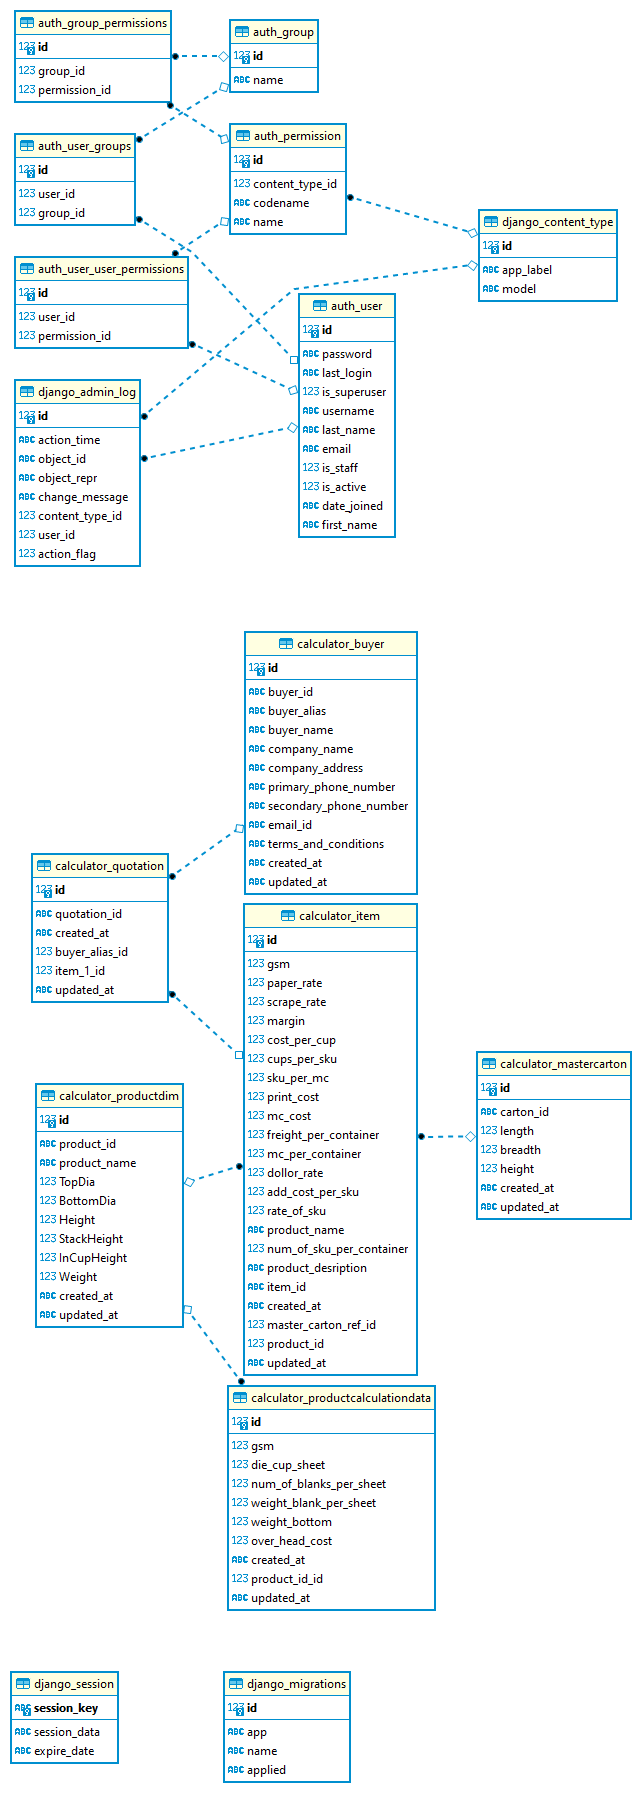 auth_group_permissions
123 id
123 group_id
123 permission_id
auth_group
123 id
ABC name
auth_user_groups
123 id
123 user_id
123 group_id
auth_permission
123 id
123 content_type_id
ABC codename
ABC name
django_content_type
123 id
ABC app_label
ABC model
auth_user_user_permissions
123 id
123 user_id
123 permission_id
auth_user
123 id
ABC password
ABC last_login
123 is_superuser
ABC username
ABC last_name
ABC email
123 is_staff
123 is_active
ABC date_joined
ABC first_name
django_admin_log
123 id
ABC action_time
ABC object_id
ABC object_repr
ABC change_message
123 content_type_id
123 user_id
123 action_flag
calculator_buyer
123 id
ABC buyer_id
ABC buyer_alias
ABC buyer_name
ABC company_name
ABC company_address
ABC primary_phone_number
ABC secondary_phone_number
ABC email_id
ABC terms_and_conditions
ABC created_at
ABC updated_at
calculator_quotation
123 id
ABC quotation_id
ABC created_at
123 buyer_alias_id
123 item_1_id
ABC updated_at
calculator_item
123 id
123 gsm
123 paper_rate
123 scrape_rate
123 margin
123 cost_per_cup
123 cups_per_sku
123 sku_per_mc
123 print_cost
123 mc_cost
123 freight_per_container
123 mc_per_container
123 dollor_rate
123 add_cost_per_sku
123 rate_of_sku
ABC product_name
123 num_of_sku_per_container
ABC product_desription
ABC item_id
ABC created_at
123 master_carton_ref_id
123 product_id
ABC updated_at
calculator_mastercarton
123 id
ABC carton_id
123 length
123 breadth
123 height
ABC created_at
ABC updated_at
calculator_productdim
123 id
ABC product_id
ABC product_name
123 TopDia
123 BottomDia
123 Height
123 StackHeight
123 InCupHeight
123 Weight
ABC created_at
ABC updated_at
calculator_productcalculationdata
123 id
123 gsm
123 die_cup_sheet
123 num_of_blanks_per_sheet
123 weight_blank_per_sheet
123 weight_bottom
123 over_head_cost
ABC created_at
123 product_id_id
ABC updated_at
django_session
ABC session_key
ABC session_data
ABC expire_date
django_migrations
123 id
ABC app
ABC name
ABC applied